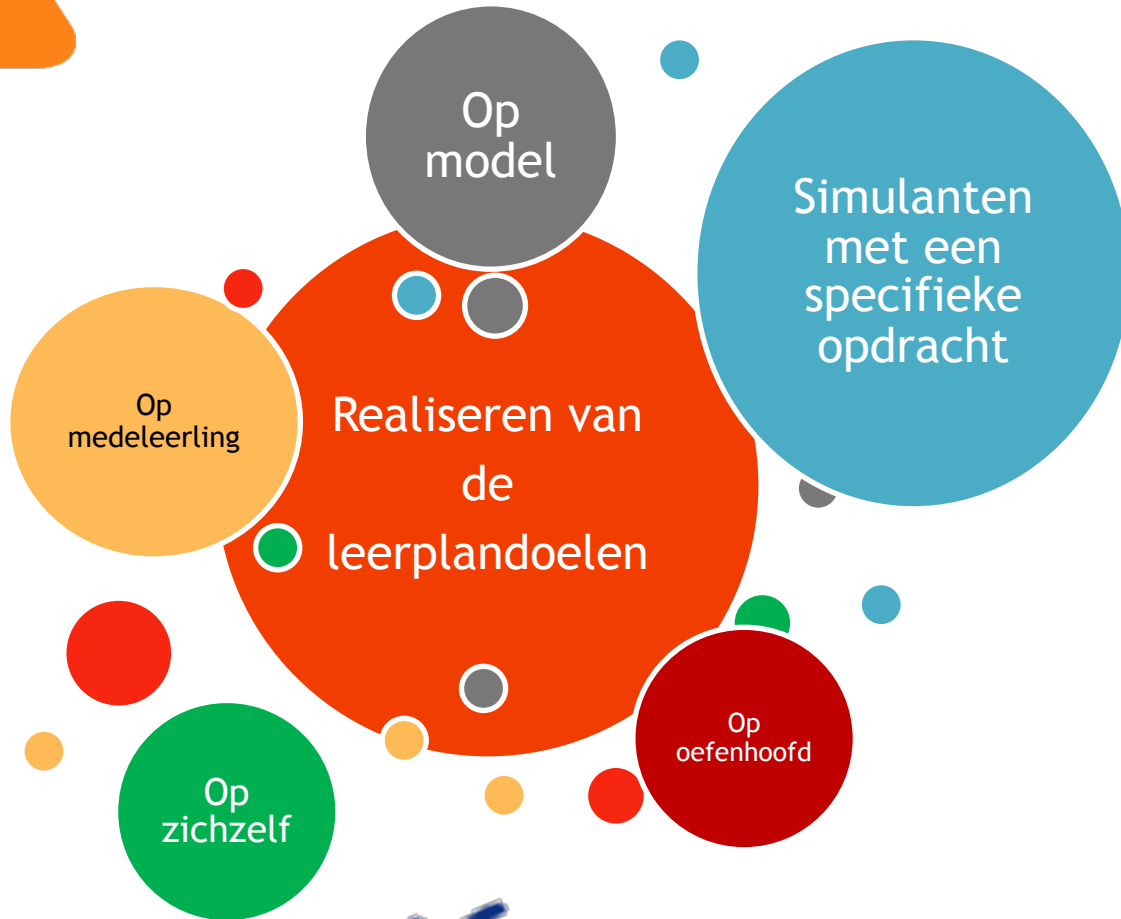 Op
model
Simulanten
met een
specifieke
opdracht
Op
medeleerling
Realiseren van
de
leerplandoelen
Op
oefenhoofd
Op
zichzelf